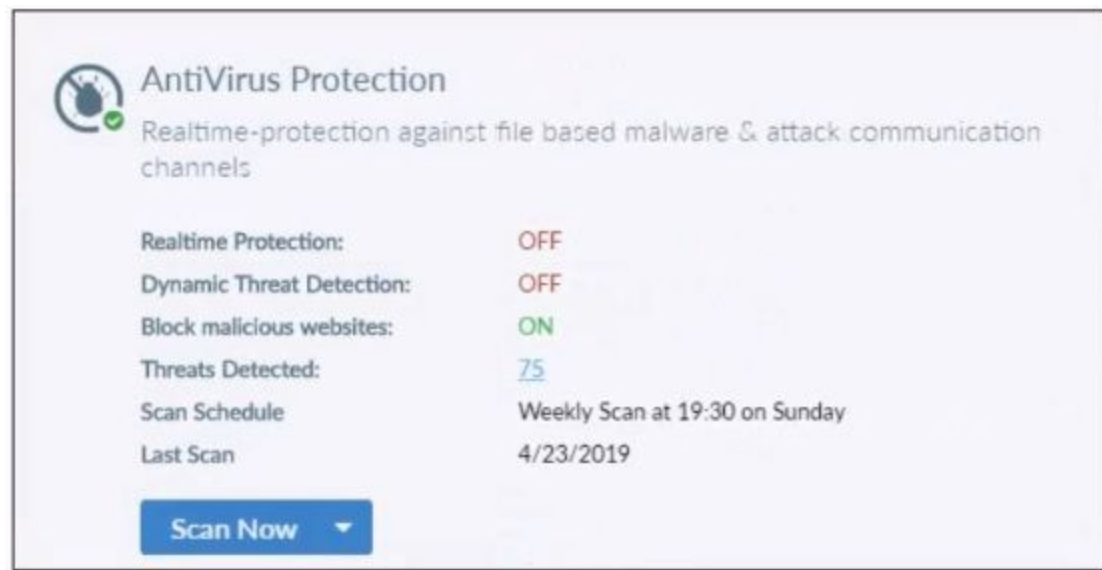 AntiVirus Protection
Realtime-protection against file based malware & attack communication
channels
Realtime Protection: OFF
Dynamic Threat Detection: OFF
Block malicious websites: ON
Threats Detected: 75
Scan Schedule Weekly Scan at 19:30 on Sunday
Last Scan 4/23/2019
Scan Now